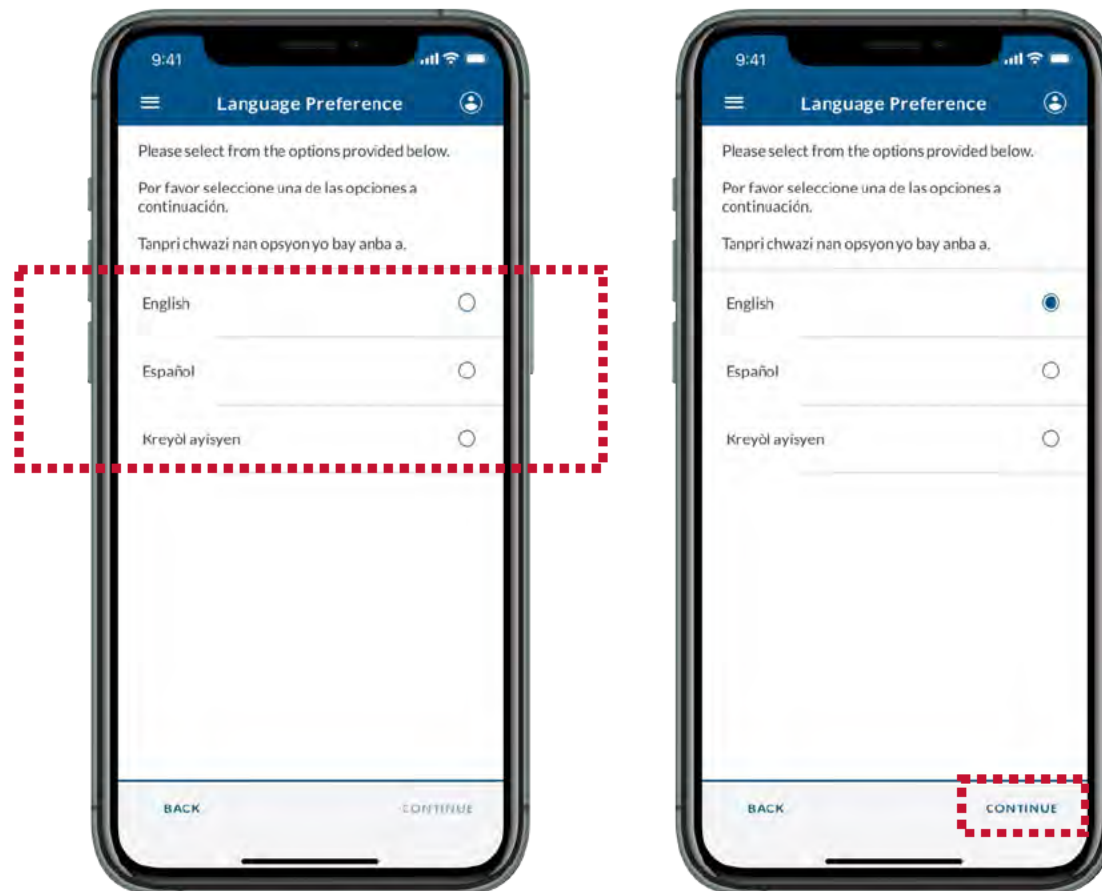 9:41
Language Preference
Please select from the options provided below.
Por favor seleccione una de las opciones a
continuación.
Tanpri chwazi nan opsyon yo bay anba a.
English
Español
Kreyòl ayisyen
BACK
CONTINUE
9:41
Language Preference
Please select from the options provided below.
Por favor seleccione una de las opciones a
continuación.
Tanpri chwazi nan opsyon yo bay anba a.
English
Español
Kreyòl ayisyen
BACK
CONTINUE